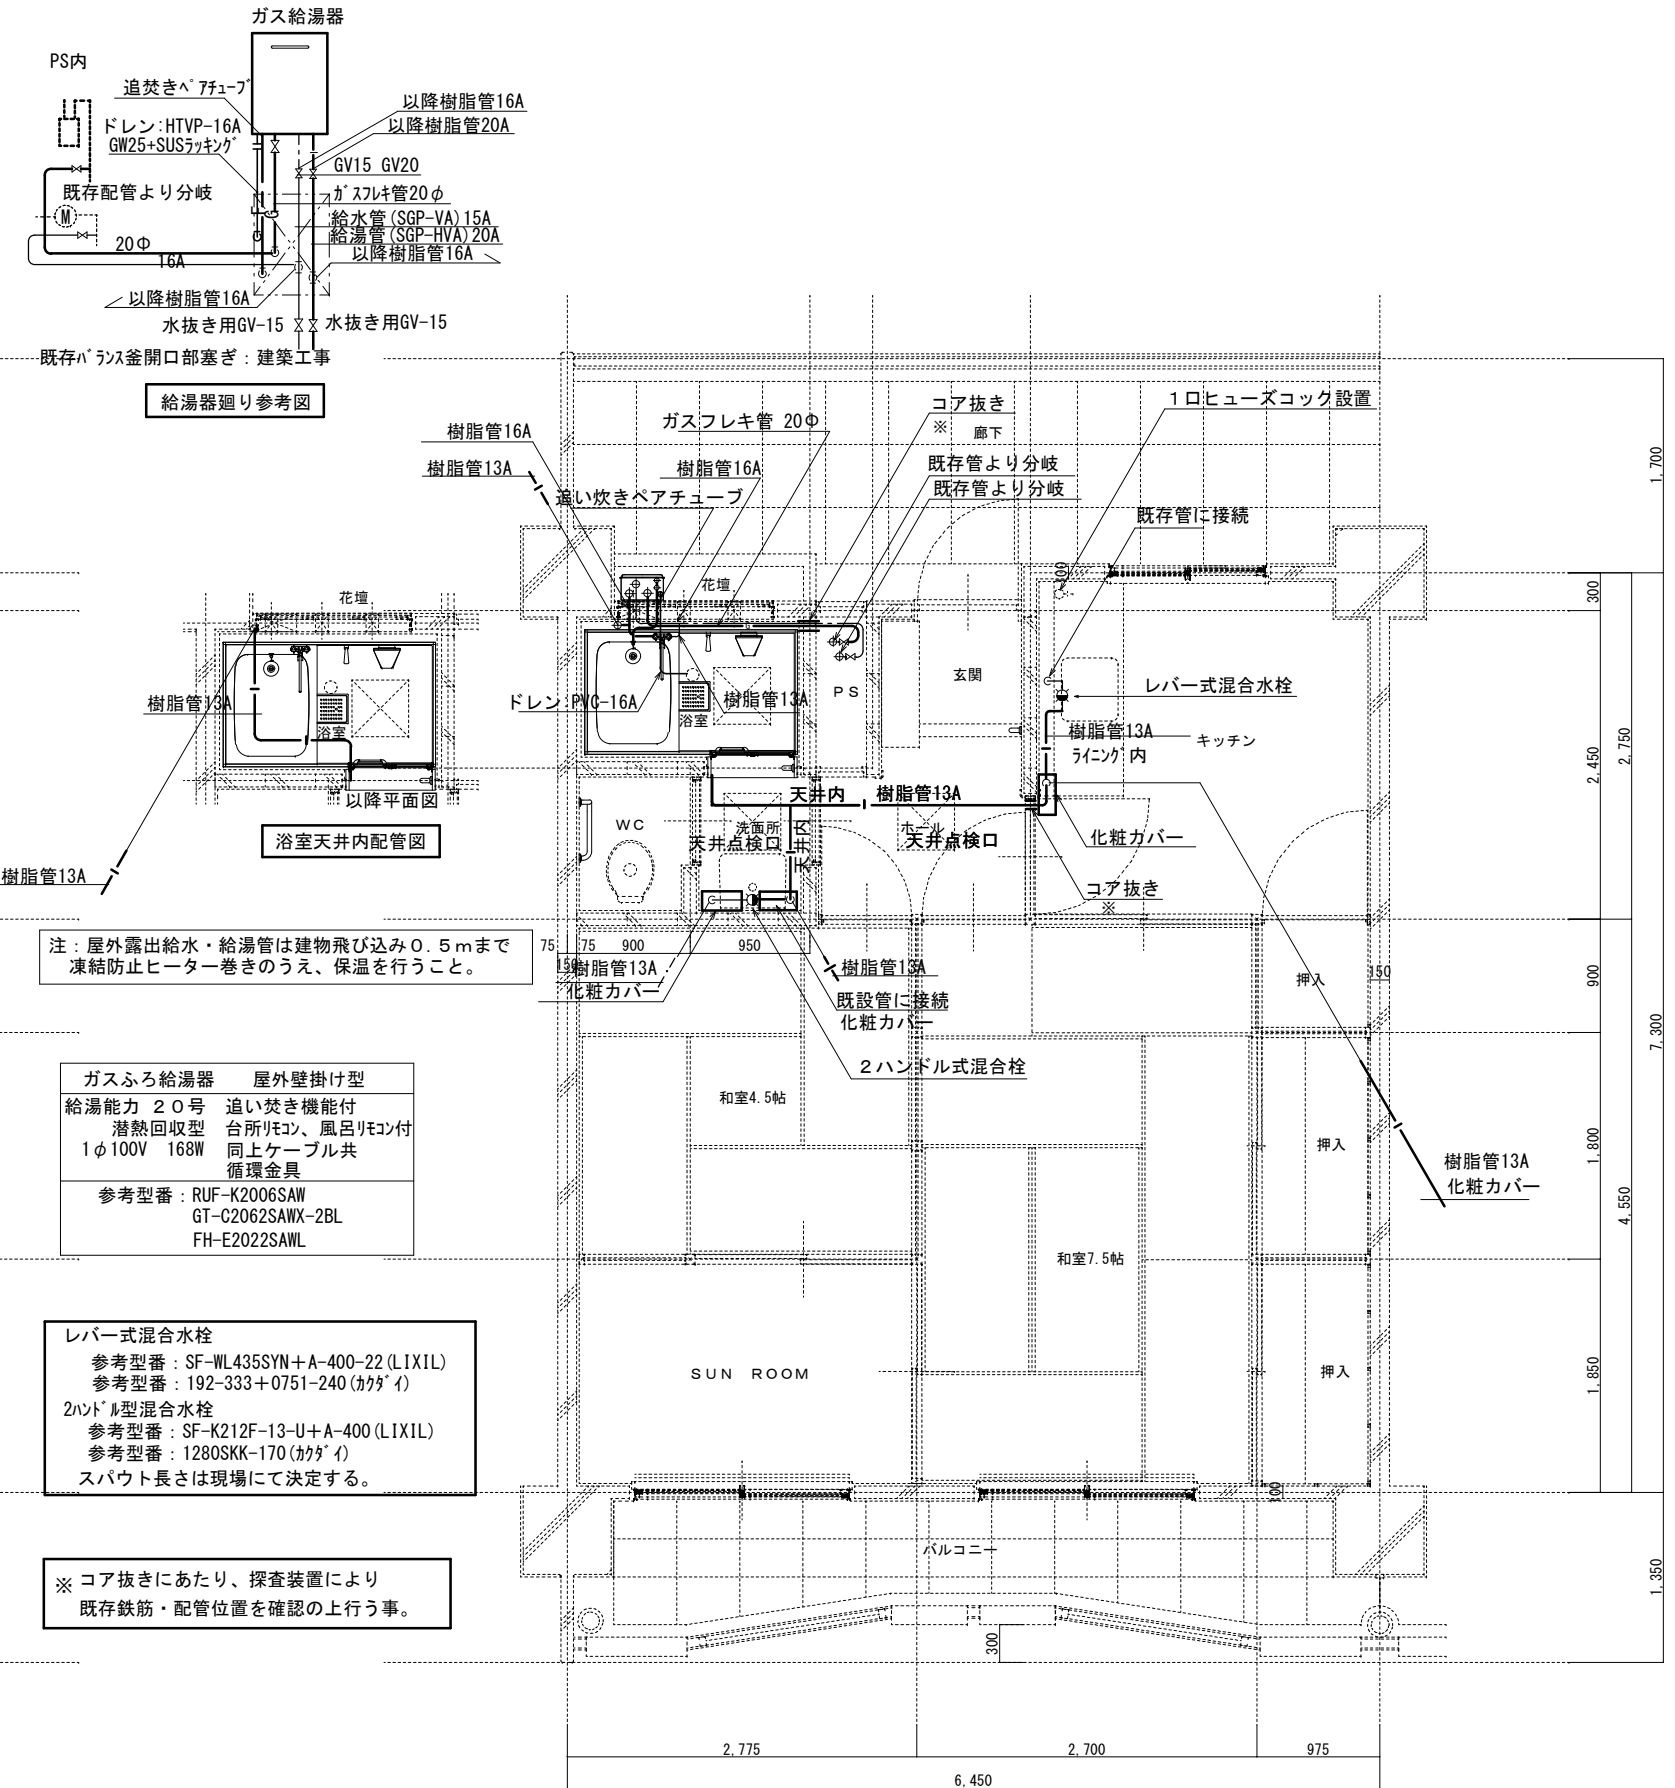 ガス給湯器
PS内
追焚きペアチューブ
ドレン:HTVP-16A
GW25+SUSラッキング
以降樹脂管16A
以降樹脂管20A
GV15 GV20
既存配管より分岐
ガスフレキ管20φ
M
給水管(SGP-VA)15A
給湯管(SGP-HVA)20A
20Φ
16A
以降樹脂管16A
以降樹脂管16A
水抜き用GV-15
水抜き用GV-15
既存バランス釜開口部塞ぎ：建築工事
給湯器廻り参考図
樹脂管16A
樹脂管13A
ガスフレキ管 20Φ
樹脂管16A
追い炊きペアチューブ
コア抜き
※
廊下
既存管より分岐
既存管より分岐
1口ヒューズコック設置
既存管に接続
1,700
花壇
樹脂管13A
浴室
以降平面図
浴室天井内配管図
樹脂管13A
花壇
ドレン:PVC-16A
樹脂管13A
浴室
PS
玄関
100
レバー式混合水栓
樹脂管13A
ライニング内
キッチン
300
2,450
2,750
天井内 樹脂管13A
WC
洗面所
天井点検口
天井内
ホール
天井点検口
化粧カバー
コア抜き
※
注：屋外露出給水・給湯管は建物飛び込み0.5mまで
凍結防止ヒーター巻きのうえ、保温を行うこと。
75
75
900
950
150
樹脂管13A
化粧カバー
樹脂管13A
既設管に接続
化粧カバー
2ハンドル式混合栓
押入
150
900
7,300
ガスふろ給湯器 屋外壁掛け型
給湯能力 20号 追い焚き機能付
潜熱回収型 台所リモコン、風呂リモコン付
1φ100V 168W 同上ケーブル共
循環金具
参考型番：RUF-K2006SAW
GT-C2062SAWX-2BL
FH-E2022SAWL
和室4.5帖
和室7.5帖
押入
樹脂管13A
化粧カバー
1,800
4,550
レバー式混合水栓
参考型番：SF-WL435SYN＋A-400-22(LIXIL)
参考型番：192-333＋0751-240(カクダイ)
2ハンドル型混合水栓
参考型番：SF-K212F-13-U＋A-400(LIXIL)
参考型番：1280SKK-170(カクダイ)
スパウト長さは現場にて決定する。
SUN ROOM
押入
1,850
100
バルコニー
※ コア抜きにあたり、探査装置により
既存鉄筋・配管位置を確認の上行う事。
300
1,350
2,775
2,700
975
6,450